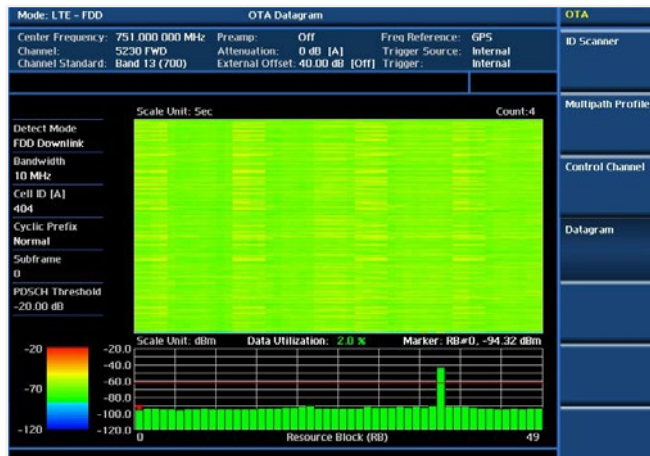 Mode: LTE - FDD OTA Datagram OTA
Center Frequency: 751.000 000 MHz Preamp: Off Freq Reference: GPS
Channel: 5230 FWD Attenuation: 0 dB [A] Trigger Source: Internal
Channel Standard: Band 13 (700) External Offset: 40.00 dB [Off] Trigger: Internal
ID Scanner
Multipath Profile
Control Channel
Datagram
Scale Unit: Sec Count:4
Detect Mode
FDD Downlink
Bandwidth
10 MHz
Cell ID [A]
404
Cyclic Prefix
Normal
Subframe
0
PDSCH Threshold
-20.00 dB
Scale Unit: dBm Data Utilization: 2.0 % Marker: RB#0, -94.32 dBm
-20
-70
-120
-20.0
-40.0
-60.0
-80.0
-100.0
-120.0
0 Resource Block (RB) 49